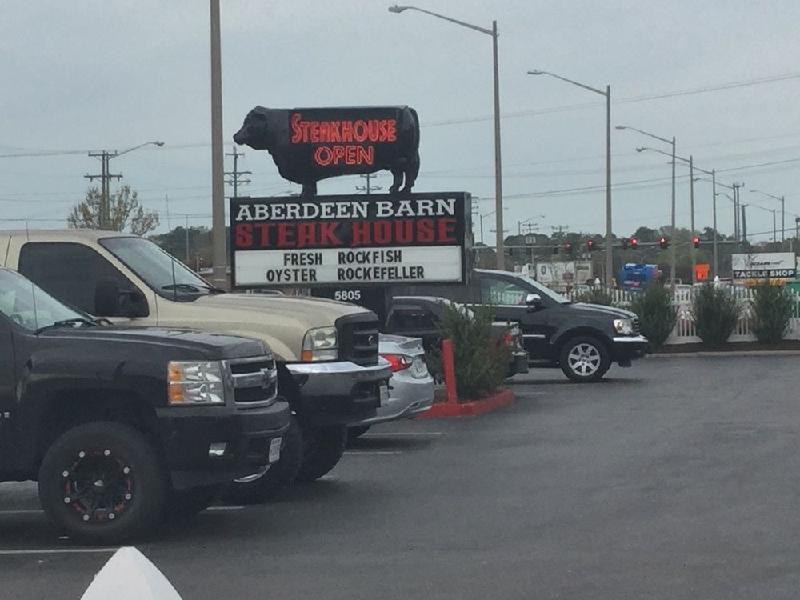 STEAKHOUSE
OPEN
ABERDEEN BARN
STEAK HOUSE
FRESH ROCKFISH
OYSTER ROCKEFELLER
5805
TACKLE SHOP